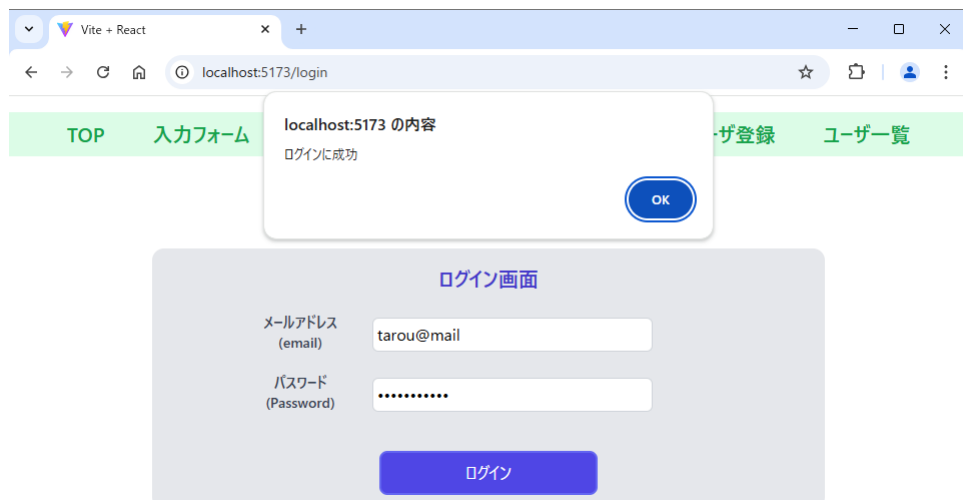 Vite + React
localhost:5173/login
TOP 入力フォーム ーザ登録 ユーザ一覧
localhost:5173 の内容
ログインに成功
OK
ログイン画面
メールアドレス
(email)
tarou@mail
パスワード
(Password)
•••••••••••
ログイン